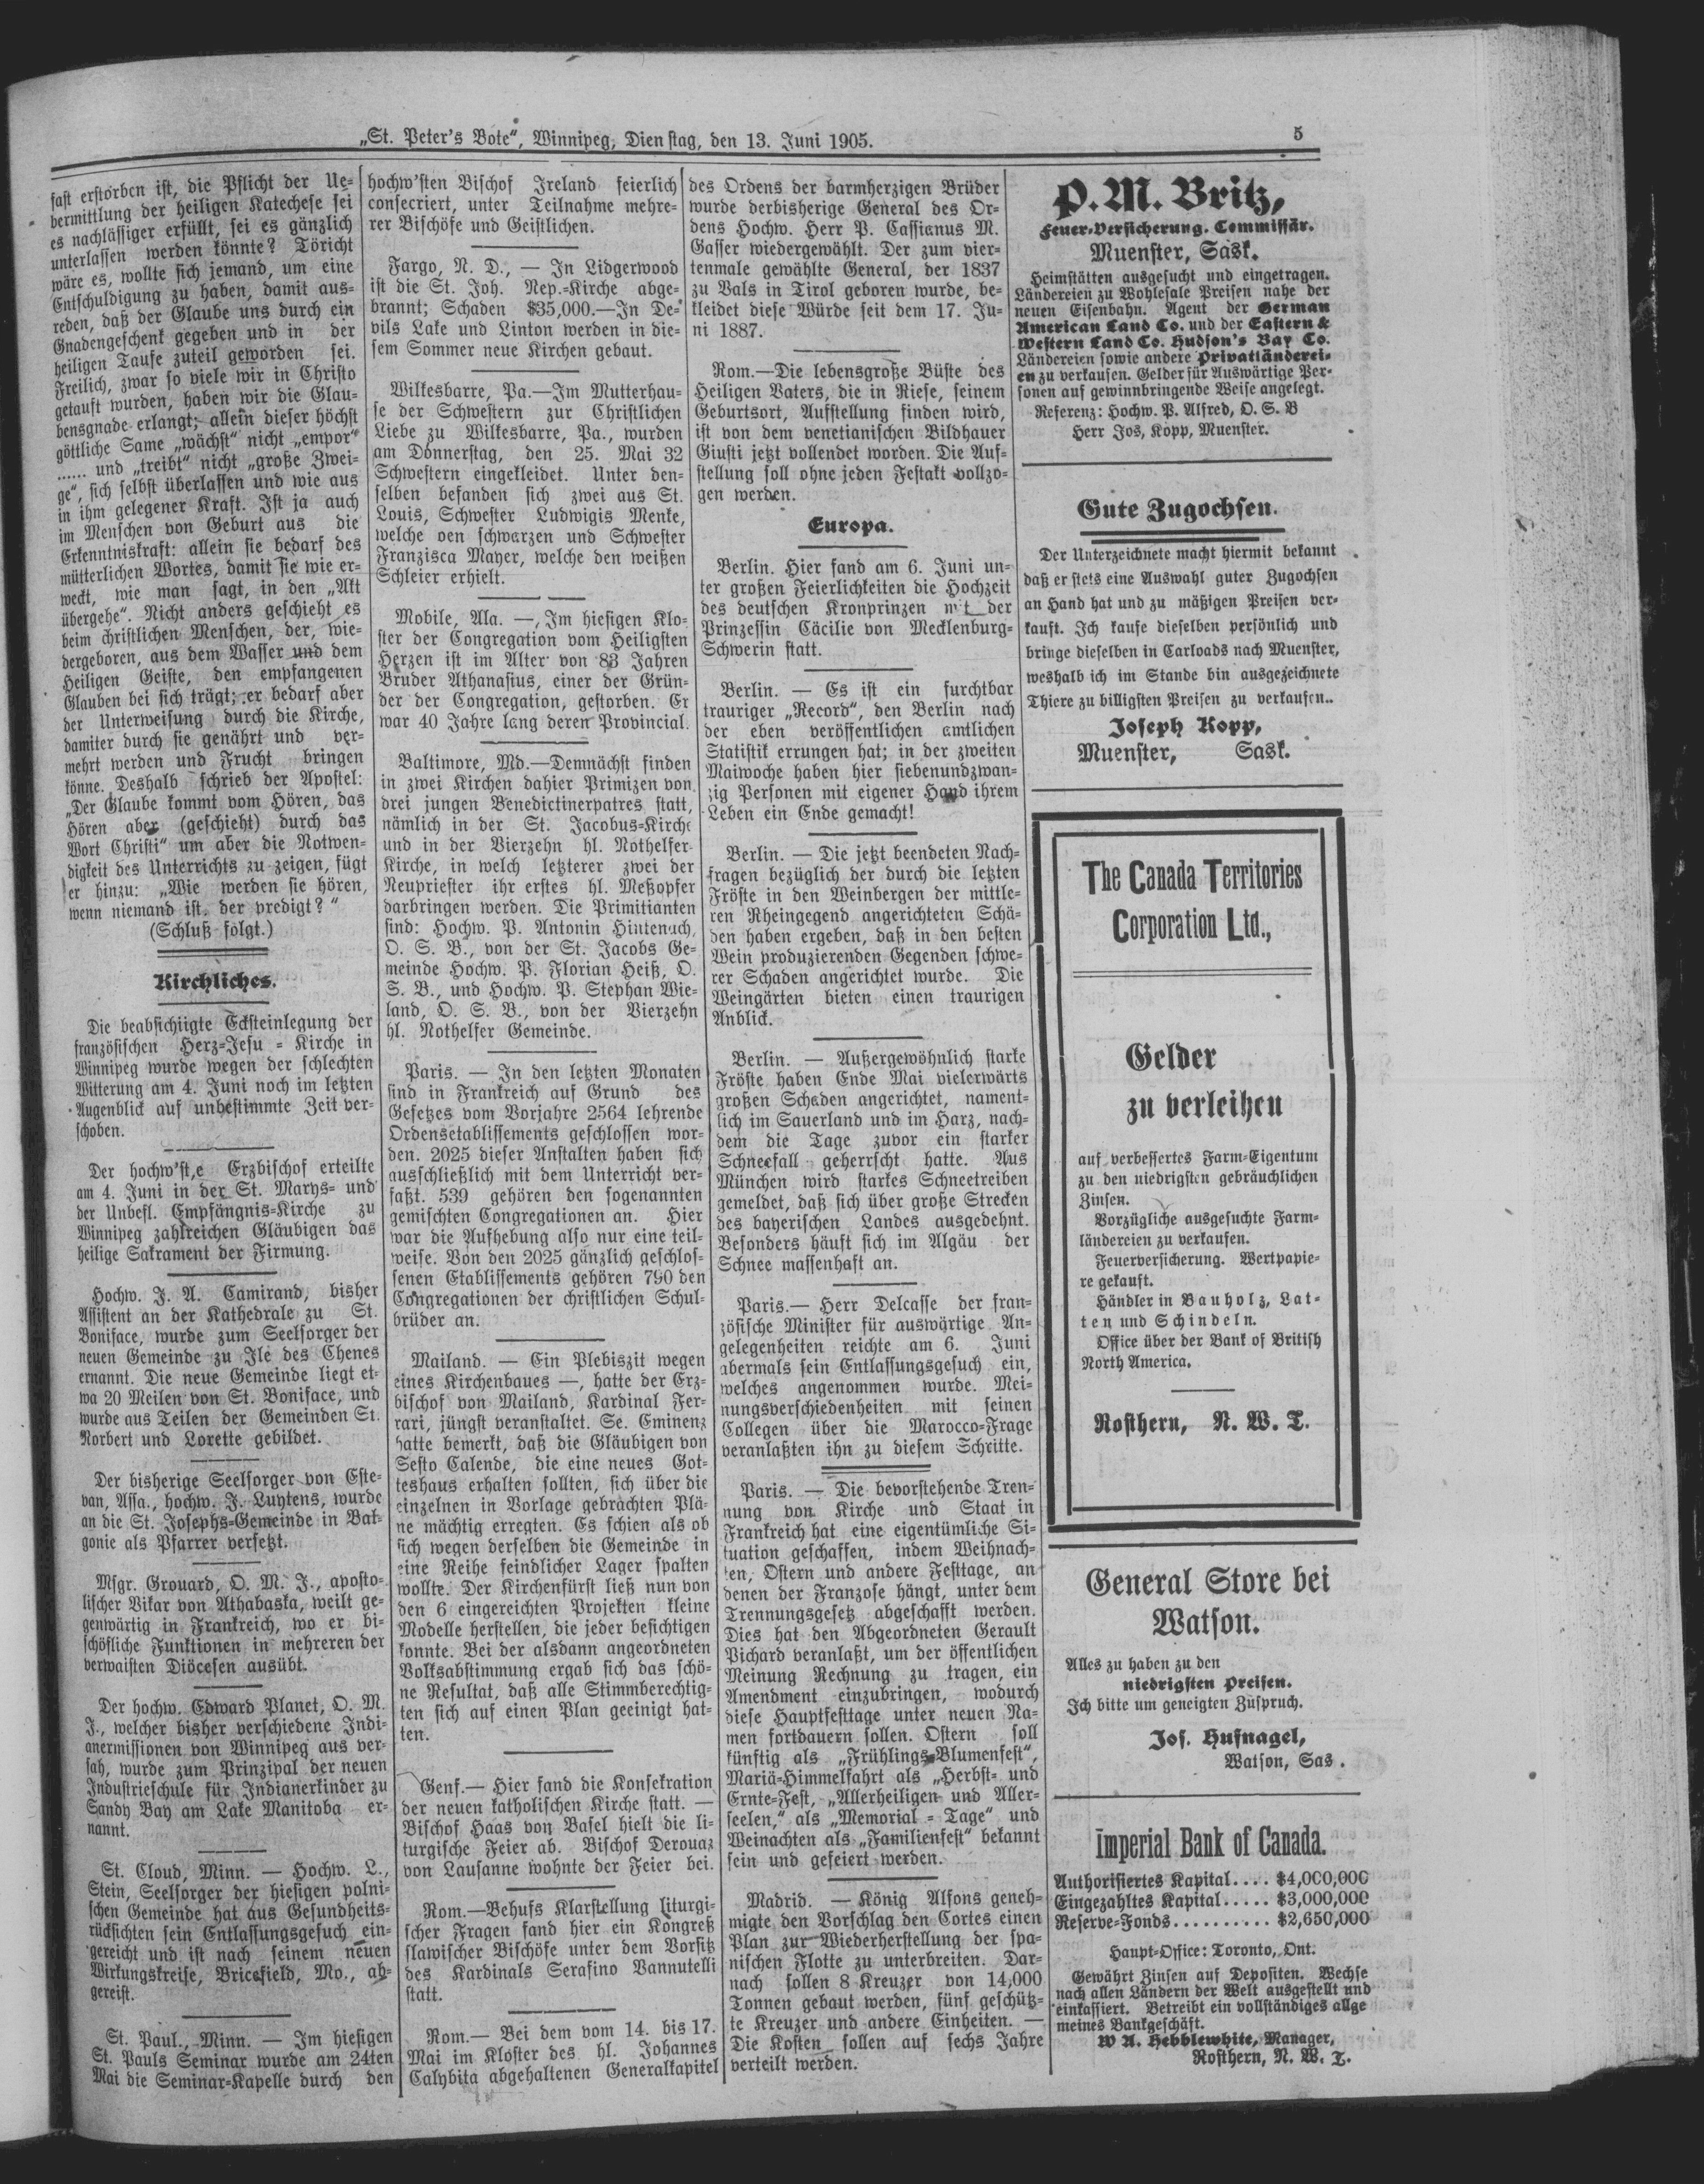 „St. Peter's Bote“, Winnipeg, Dienstag, den 13. Juni 1905.
5
fast erstorben ist, die Pflicht der Ue-
bermittlung der heiligen Katechese sei
es nachlässiger erfüllt, sei es gänzlich
unterlassen werden könnte? Töricht
wäre es, wollte sich jemand, um eine
Entschuldigung zu haben, damit aus-
reden, daß der Glaube uns durch ein
Gnadengeschenk gegeben und in der
heiligen Taufe zuteil geworden sei.
Freilich, zwar so viele wir in Christo
getauft wurden, haben wir die Glau-
bensgnade erlangt; allein dieser höchst
göttliche Same „wächst“ nicht „empor“
...... und „treibt“ nicht „große Zwei-
ge“, sich selbst überlassen und wie aus
in ihm gelegener Kraft. Ist ja auch
im Menschen von Geburt aus die
Erkenntniskraft: allein sie bedarf des
mütterlichen Wortes, damit sie wie er-
weckt, wie man sagt, in den „Akt
übergehe“. Nicht anders geschieht es
beim christlichen Menschen, der, wie-
dergeboren, aus dem Wasser und dem
Heiligen Geiste, den empfangenen
Glauben bei sich trägt; er bedarf aber
der Unterweisung durch die Kirche,
damiter durch sie genährt und ver-
mehrt werden und Frucht bringen
könne. Deshalb schrieb der Apostel:
„Der Glaube kommt vom Hören, das
Hören aber (geschieht) durch das
Wort Christi“ um aber die Notwen-
digkeit des Unterrichts zu zeigen, fügt
er hinzu: „Wie werden sie hören,
wenn niemand ist, der predigt?“
(Schluß folgt.)
Kirchliches.
Die beabsichiigte Ecksteinlegung der
französischen Herz-Jesu-Kirche in
Winnipeg wurde wegen der schlechten
Witterung am 4. Juni noch im letzten
Augenblick auf unbestimmte Zeit ver-
schoben.
Der hochw'st,e Erzbischof erteilte
am 4. Juni in der St. Marys- und
der Unbefl. Empfängnis-Kirche zu
Winnipeg zahlreichen Gläubigen das
heilige Sakrament der Firmung.
Hochw. J. A. Camirand, bisher
Assistent an der Kathedrale zu St.
Boniface, wurde zum Seelsorger der
neuen Gemeinde zu Ile des Chenes
ernannt. Die neue Gemeinde liegt et-
wa 20 Meilen von St. Boniface, und
wurde aus Teilen der Gemeinden St.
Norbert und Lorette gebildet.
Der bisherige Seelsorger von Este-
van, Assa., hochw. J. Luytens, wurde
an die St. Josephs-Gemeinde in Bal-
gonie als Pfarrer versetzt.
Msgr. Grouard, O. M. J., aposto-
lischer Vikar von Athabaska, weilt ge-
genwärtig in Frankreich, wo er bi-
schöfliche Funktionen in mehreren der
verwaisten Diöcesen ausübt.
Der hochw. Edward Planet, O. M.
J., welcher bisher verschiedene Indi-
anermissionen von Winnipeg aus ver-
sah, wurde zum Prinzipal der neuen
Industrieschule für Indianerkinder zu
Sandy Bay am Lake Manitoba er-
nannt.
St. Cloud, Minn. — Hochw. L.,
Stein, Seelsorger der hiesigen polni-
schen Gemeinde hat aus Gesundheits-
rücksichten sein Entlassungsgesuch ein-
gereicht und ist nach seinem neuen
Wirkungskreise, Bricefield, Mo., ab-
gereist.
St. Paul., Minn. — Im hiesigen
St. Pauls Seminar wurde am 24ten
Mai die Seminar-Kapelle durch den
hochw'sten Bischof Ireland feierlich
consecriert, unter Teilnahme mehre-
rer Bischöfe und Geistlichen.
Fargo, N. D., — In Lidgerwood
ist die St. Joh. Nep.-Kirche abge-
brannt; Schaden $35,000.—In De-
vils Lake und Linton werden in die-
sem Sommer neue Kirchen gebaut.
Wilkesbarre, Pa.—Im Mutterhau-
se der Schwestern zur Christlichen
Liebe zu Wilkesbarre, Pa., wurden
am Donnerstag, den 25. Mai 32
Schwestern eingekleidet. Unter den-
selben befanden sich zwei aus St.
Louis, Schwester Ludwigis Menke,
welche oen schwarzen und Schwester
Franzisca Mayer, welche den weißen
Schleier erhielt.
Mobile, Ala. —, Im hiesigen Klo-
ster der Congregation vom Heiligsten
Herzen ist im Alter von 83 Jahren
Bruder Athanasius, einer der Grün-
der der Congregation, gestorben. Er
war 40 Jahre lang deren Provincial.
Baltimore, Md.—Demnächst finden
in zwei Kirchen dahier Primizen von
drei jungen Benedictinerpatres statt,
nämlich in der St. Jacobus-Kirche
und in der Vierzehn hl. Nothelfer-
Kirche, in welch letzterer zwei der
Neupriester ihr erstes hl. Meßopfer
darbringen werden. Die Primitianten
sind: Hochw. P. Antonin Hintenach,
O. S. B., von der St. Jacobs Ge-
meinde Hochw. P. Florian Heiß, O.
S. B., und Hochw. P. Stephan Wie-
land, O. S. B., von der Vierzehn
hl. Nothelfer Gemeinde.
Paris. — In den letzten Monaten
sind in Frankreich auf Grund des
Gesetzes vom Vorjahre 2564 lehrende
Ordensetablissements geschlossen wor-
den. 2025 dieser Anstalten haben sich
ausschließlich mit dem Unterricht ver-
faßt. 539 gehören den sogenannten
gemischten Congregationen an. Hier
war die Aufhebung also nur eine teil-
weise. Von den 2025 gänzlich geschlos-
senen Etablissements gehören 790 den
Congregationen der christlichen Schul-
brüder an.
Mailand. — Ein Plebiszit wegen
eines Kirchenbaues —, hatte der Erz-
bischof von Mailand, Kardinal Fer-
rari, jüngst veranstaltet. Se. Eminenz
hatte bemerkt, daß die Gläubigen von
Sesto Calende, die eine neues Got-
teshaus erhalten sollten, sich über die
einzelnen in Vorlage gebrachten Plä-
ne mächtig erregten. Es schien als ob
sich wegen derselben die Gemeinde in
eine Reihe feindlicher Lager spalten
wollte. Der Kirchenfürst ließ nun von
den 6 eingereichten Projekten kleine
Modelle herstellen, die jeder besichtigen
konnte. Bei der alsdann angeordneten
Volksabstimmung ergab sich das schö-
ne Resultat, daß alle Stimmberechtig-
ten sich auf einen Plan geeinigt hat-
ten.
Genf.— Hier fand die Konsekration
der neuen katholischen Kirche statt. —
Bischof Haas von Basel hielt die li-
turgische Feier ab. Bischof Derouaz
von Lausanne wohnte der Feier bei.
Rom.—Behufs Klarstellung liturgi-
scher Fragen fand hier ein Kongreß
slawischer Bischöfe unter dem Vorsitz
des Kardinals Serafino Vannutelli
statt.
Rom.— Bei dem vom 14. bis 17.
Mai im Kloster des hl. Johannes
Calybita abgehaltenen Generalkapitel
des Ordens der barmherzigen Brüder
wurde derbisherige General des Or-
dens Hochw. Herr P. Cassianus M.
Gasser wiedergewählt. Der zum vier-
tenmale gewählte General, der 1837
zu Vals in Tirol geboren wurde, be-
kleidet diese Würde seit dem 17. Ju-
ni 1887.
Rom.—Die lebensgroße Büste des
Heiligen Vaters, die in Riese, seinem
Geburtsort, Aufstellung finden wird,
ist von dem venetianischen Bildhauer
Giusti jetzt vollendet worden. Die Auf-
stellung soll ohne jeden Festakt vollzo-
gen werden.
Europa.
Berlin. Hier fand am 6. Juni un-
ter großen Feierlichkeiten die Hochzeit
des deutschen Kronprinzen mit der
Prinzessin Cäcilie von Mecklenburg-
Schwerin statt.
Berlin. — Es ist ein furchtbar
trauriger „Record“, den Berlin nach
der eben veröffentlichen amtlichen
Statistik errungen hat; in der zweiten
Maiwoche haben hier siebenundzwan-
zig Personen mit eigener Hand ihrem
Leben ein Ende gemacht!
Berlin. — Die jetzt beendeten Nach-
fragen bezüglich der durch die letzten
Fröste in den Weinbergen der mittle-
ren Rheingegend angerichteten Schä-
den haben ergeben, daß in den besten
Wein produzierenden Gegenden schwe-
rer Schaden angerichtet wurde. Die
Weingärten bieten einen traurigen
Anblick.
Berlin. — Außergewöhnlich starke
Fröste haben Ende Mai vielerwärts
großen Schaden angerichtet, nament-
lich im Sauerland und im Harz, nach-
dem die Tage zuvor ein starker
Schneefall geherrscht hatte. Aus
München wird starkes Schneetreiben
gemeldet, daß sich über große Strecken
des bayerischen Landes ausgedehnt.
Besonders häuft sich im Algäu der
Schnee massenhaft an.
Paris.— Herr Delcasse der fran-
zösische Minister für auswärtige An-
gelegenheiten reichte am 6. Juni
abermals sein Entlassungsgesuch ein,
welches angenommen wurde. Mei-
nungsverschiedenheiten mit seinen
Collegen über die Marocco-Frage
veranlaßten ihn zu diesem Schritte.
Paris. — Die bevorstehende Tren-
nung von Kirche und Staat in
Frankreich hat eine eigentümliche Si-
tuation geschaffen, indem Weihnach-
ten, Ostern und andere Festtage, an
denen der Franzose hängt, unter dem
Trennungsgesetz abgeschafft werden.
Dies hat den Abgeordneten Gerault
Pichard veranlaßt, um der öffentlichen
Meinung Rechnung zu tragen, ein
Amendment einzubringen, wodurch
diese Hauptfesttage unter neuen Na-
men fortdauern sollen. Ostern soll
künftig als „Frühlings-Blumenfest“,
Mariä-Himmelfahrt als „Herbst- und
Ernte-Fest, „Allerheiligen und Aller-
seelen,“ als „Memorial-Tage“ und
Weinachten als „Familienfest“ bekannt
sein und gefeiert werden.
Madrid. — König Alfons geneh-
migte den Vorschlag den Cortes einen
Plan zur Wiederherstellung der spa-
nischen Flotte zu unterbreiten. Dar-
nach sollen 8 Kreuzer von 14,000
Tonnen gebaut werden, fünf geschütz-
te Kreuzer und andere Einheiten. —
Die Kosten sollen auf sechs Jahre
verteilt werden.
P. M. Britz,
Feuer-Versicherung. Commissär.
Muenster, Sask.
Heimstätten ausgesucht und eingetragen.
Ländereien zu Wohlesale Preisen nahe der
neuen Eisenbahn. Agent der German
American Land Co. und der Eastern &
Western Land Co. Hudson's Bay Co.
Ländereien sowie andere Privatländerei-
en zu verkaufen. Gelder für Auswärtige Per-
sonen auf gewinnbringende Weise angelegt.
Referenz: Hochw. P. Alfred, O. S. B
Herr Jos, Kopp, Muenster.
Gute Zugochsen.
Der Unterzeichnete macht hiermit bekannt
daß er stets eine Auswahl guter Zugochsen
an Hand hat und zu mäßigen Preisen ver-
kauft. Ich kaufe dieselben persönlich und
bringe dieselben in Carloads nach Muenster,
weshalb ich im Stande bin ausgezeichnete
Thiere zu billigsten Preisen zu verkaufen..
Joseph Kopp,
Muenster, Sask.
The Canada Territories
Corporation Ltd.,
Gelder
zu verleihen
auf verbessertes Farm-Eigentum
zu den niedrigsten gebräuchlichen
Zinsen.
Vorzügliche ausgesuchte Farm-
ländereien zu verkaufen.
Feuerversicherung. Wertpapie-
re gekauft.
Händler in Bauholz, Lat-
ten und Schindeln.
Office über der Bank of British
North America.
Rosthern, N. W. T.
General Store bei
Watson.
Alles zu haben zu den
niedrigsten Preisen.
Ich bitte um geneigten Zuspruch.
Jos. Hufnagel,
Watson, Sas .
Imperial Bank of Canada.
Authorisiertes Kapital.... $4,000,000
Eingezahltes Kapital..... $3,000,000
Reserve-Fonds.......... $2,650,000
Haupt-Office: Toronto, Ont.
Gewährt Zinsen auf Depositen. Wechse
nach allen Ländern der Welt ausgestellt und
einkassiert. Betreibt ein vollständiges allge
meines Bankgeschäft.
W A. Hebblewhite, Manager,
Rosthern, N. W. T.